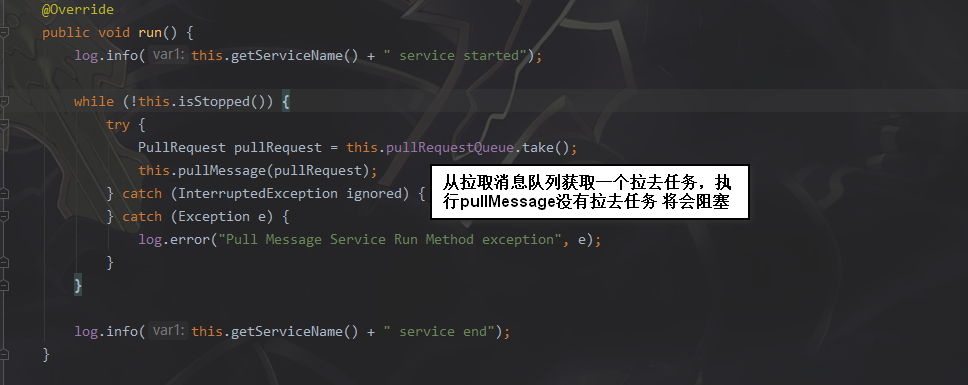 @Override
public void run() {
log.info( var1: this.getServiceName() + " service started");
while (!this.isStopped()) {
try {
PullRequest pullRequest = this.pullRequestQueue.take();
this.pullMessage(pullRequest);
} catch (InterruptedException ignored) {
} catch (Exception e) {
log.error("Pull Message Service Run Method exception", e);
}
}
log.info( var1: this.getServiceName() + " service end");
}
从拉取消息队列获取一个拉去任务，执
行pullMessage没有拉去任务 将会阻塞